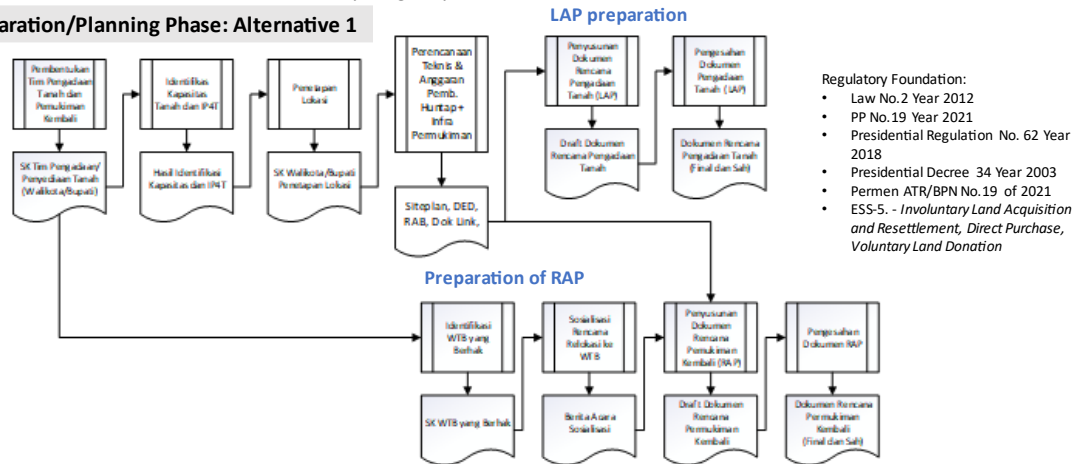 paration/Planning Phase: Alternative 1
LAP preparation
Pembentukan
Tim Pengadaan
Tanah dan
Pemukiman
Kembali
Identifikas
Kapasitas
Tanah dan IP4T
Penetapan
Lokasi
Perencanaan
Teknis &
Anggaran
Pemb.
Huntap+
Infra
Permukiman
Penyusunan
Dokumen
Rencana
Pengadaan
Tanah (LAP)
Pengesahan
Dokumen
Pengadaan
Tanah ( LAP)
SK Tim Pengadaan/
Penyediaan Tanah
(Walikota/Bupati)
Hasil Identifikasi
Kapasitas dan IP4T
SK Walikota/Bupati
Penetapan Lokasi
Siteplan, DED,
RAB, Dok Link,
Draft Dokumen
Rencana Pengadaan
Tanah
Dokumen Rencana
Pengadaan Tanah
(Final dan Sah)
Regulatory Foundation:
• Law No.2 Year 2012
• PP No.19 Year 2021
• Presidential Regulation No. 62 Year
2018
• Presidential Decree 34 Year 2003
• Permen ATR/BPN No.19 of 2021
• ESS-5. - Involuntary Land Acquisition
and Resettlement, Direct Purchase,
Voluntary Land Donation
Preparation of RAP
Identifikasi
WTB yang
Berhak
Sosialisasi
Rencana
Relokasi ke
WTB
Penyusunan
Dokumen
Rencana
Pemukiman
Kembali (RAP)
Pengesahan
Dokumen RAP
SK WTB yang Berhak
Berita Acara
Sosialisasi
Draft Dokumen
Rencana
Permukiman
Kembali
Dokumen Rencana
Permukiman
Kembali
(Final dan Sah)